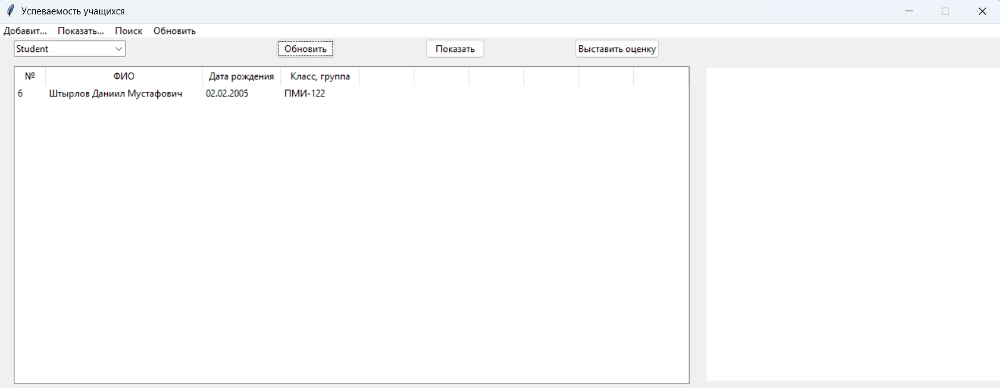 Успеваемость учащихся
Добавит... Показать... Поиск Обновить
Student Обновить Показать Выставить оценку
№ ФИО Дата рождения Класс, группа
6 Штырлов Даниил Мустафович 02.02.2005 ПМИ-122